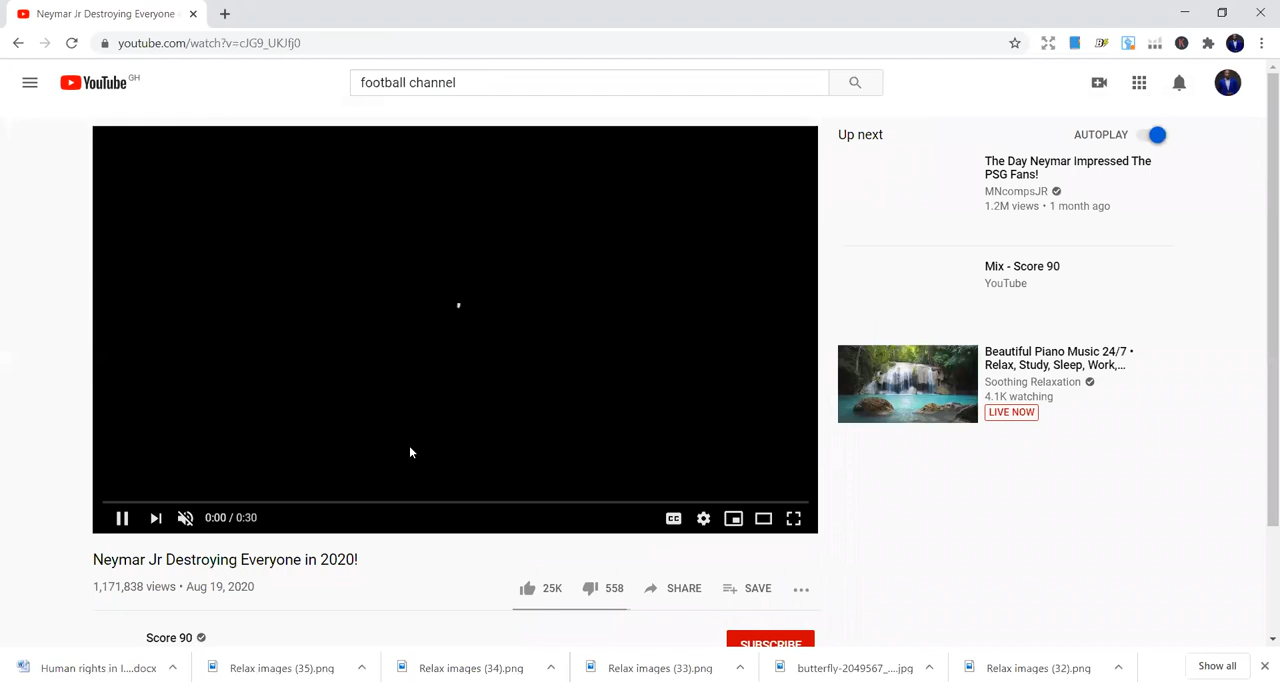 Neymar Jr Destroying Everyone
youtube.com/watch?v=cJG9_UKJfj0
YouTube GH
football channel
Up next
AUTOPLAY
The Day Neymar Impressed The
PSG Fans!
MNcompsJR
1.2M views • 1 month ago
Mix - Score 90
YouTube
Beautiful Piano Music 24/7 •
Relax, Study, Sleep, Work,...
Soothing Relaxation
4.1K watching
LIVE NOW
0:00 / 0:30
CC
Neymar Jr Destroying Everyone in 2020!
1,171,838 views • Aug 19, 2020
25K 558 SHARE SAVE
Score 90
SUBSCRIBE
Human rights in I....docx Relax images (35).png Relax images (34).png Relax images (33).png butterfly-2049567_....jpg Relax images (32).png Show all